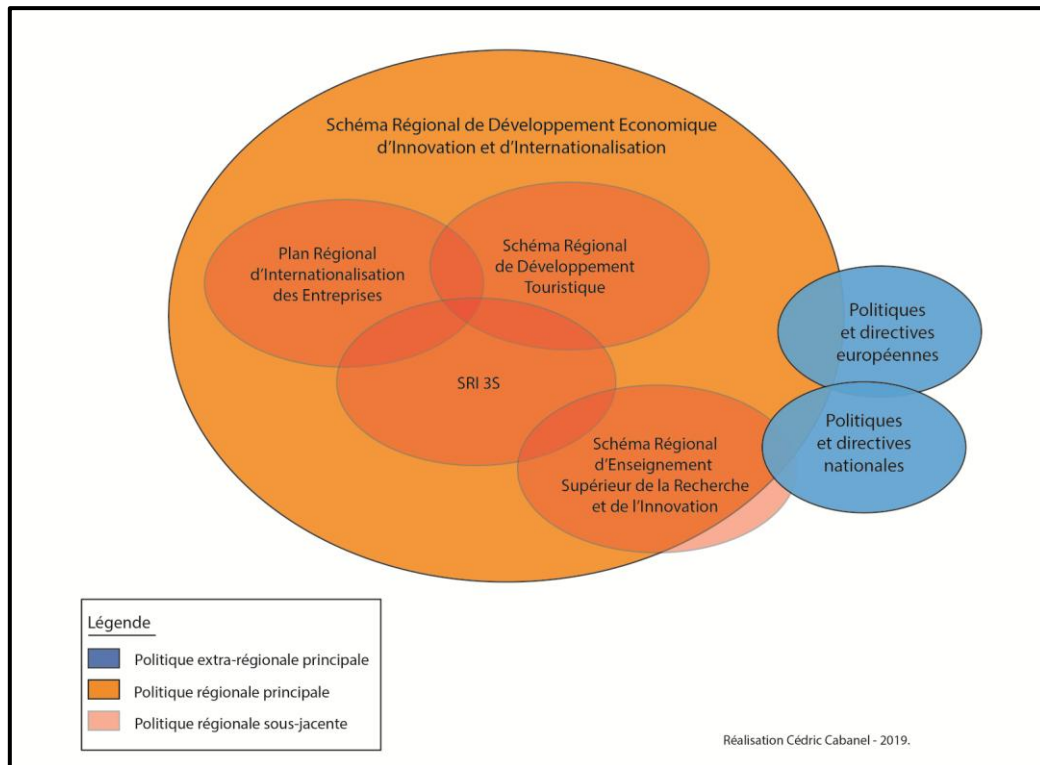 Schéma Régional de Développement Economique
d'Innovation et d'Internationalisation
Plan Régional
d'Internationalisation
des Entreprises
Schéma Régional
de Développement
Touristique
SRI 3S
Schéma Régional
d'Enseignement
Supérieur de la Recherche
et de l'Innovation
Politiques
et directives
européennes
Politiques
et directives
nationales
Légende
Politique extra-régionale principale
Politique régionale principale
Politique régionale sous-jacente
Réalisation Cédric Cabanel - 2019.